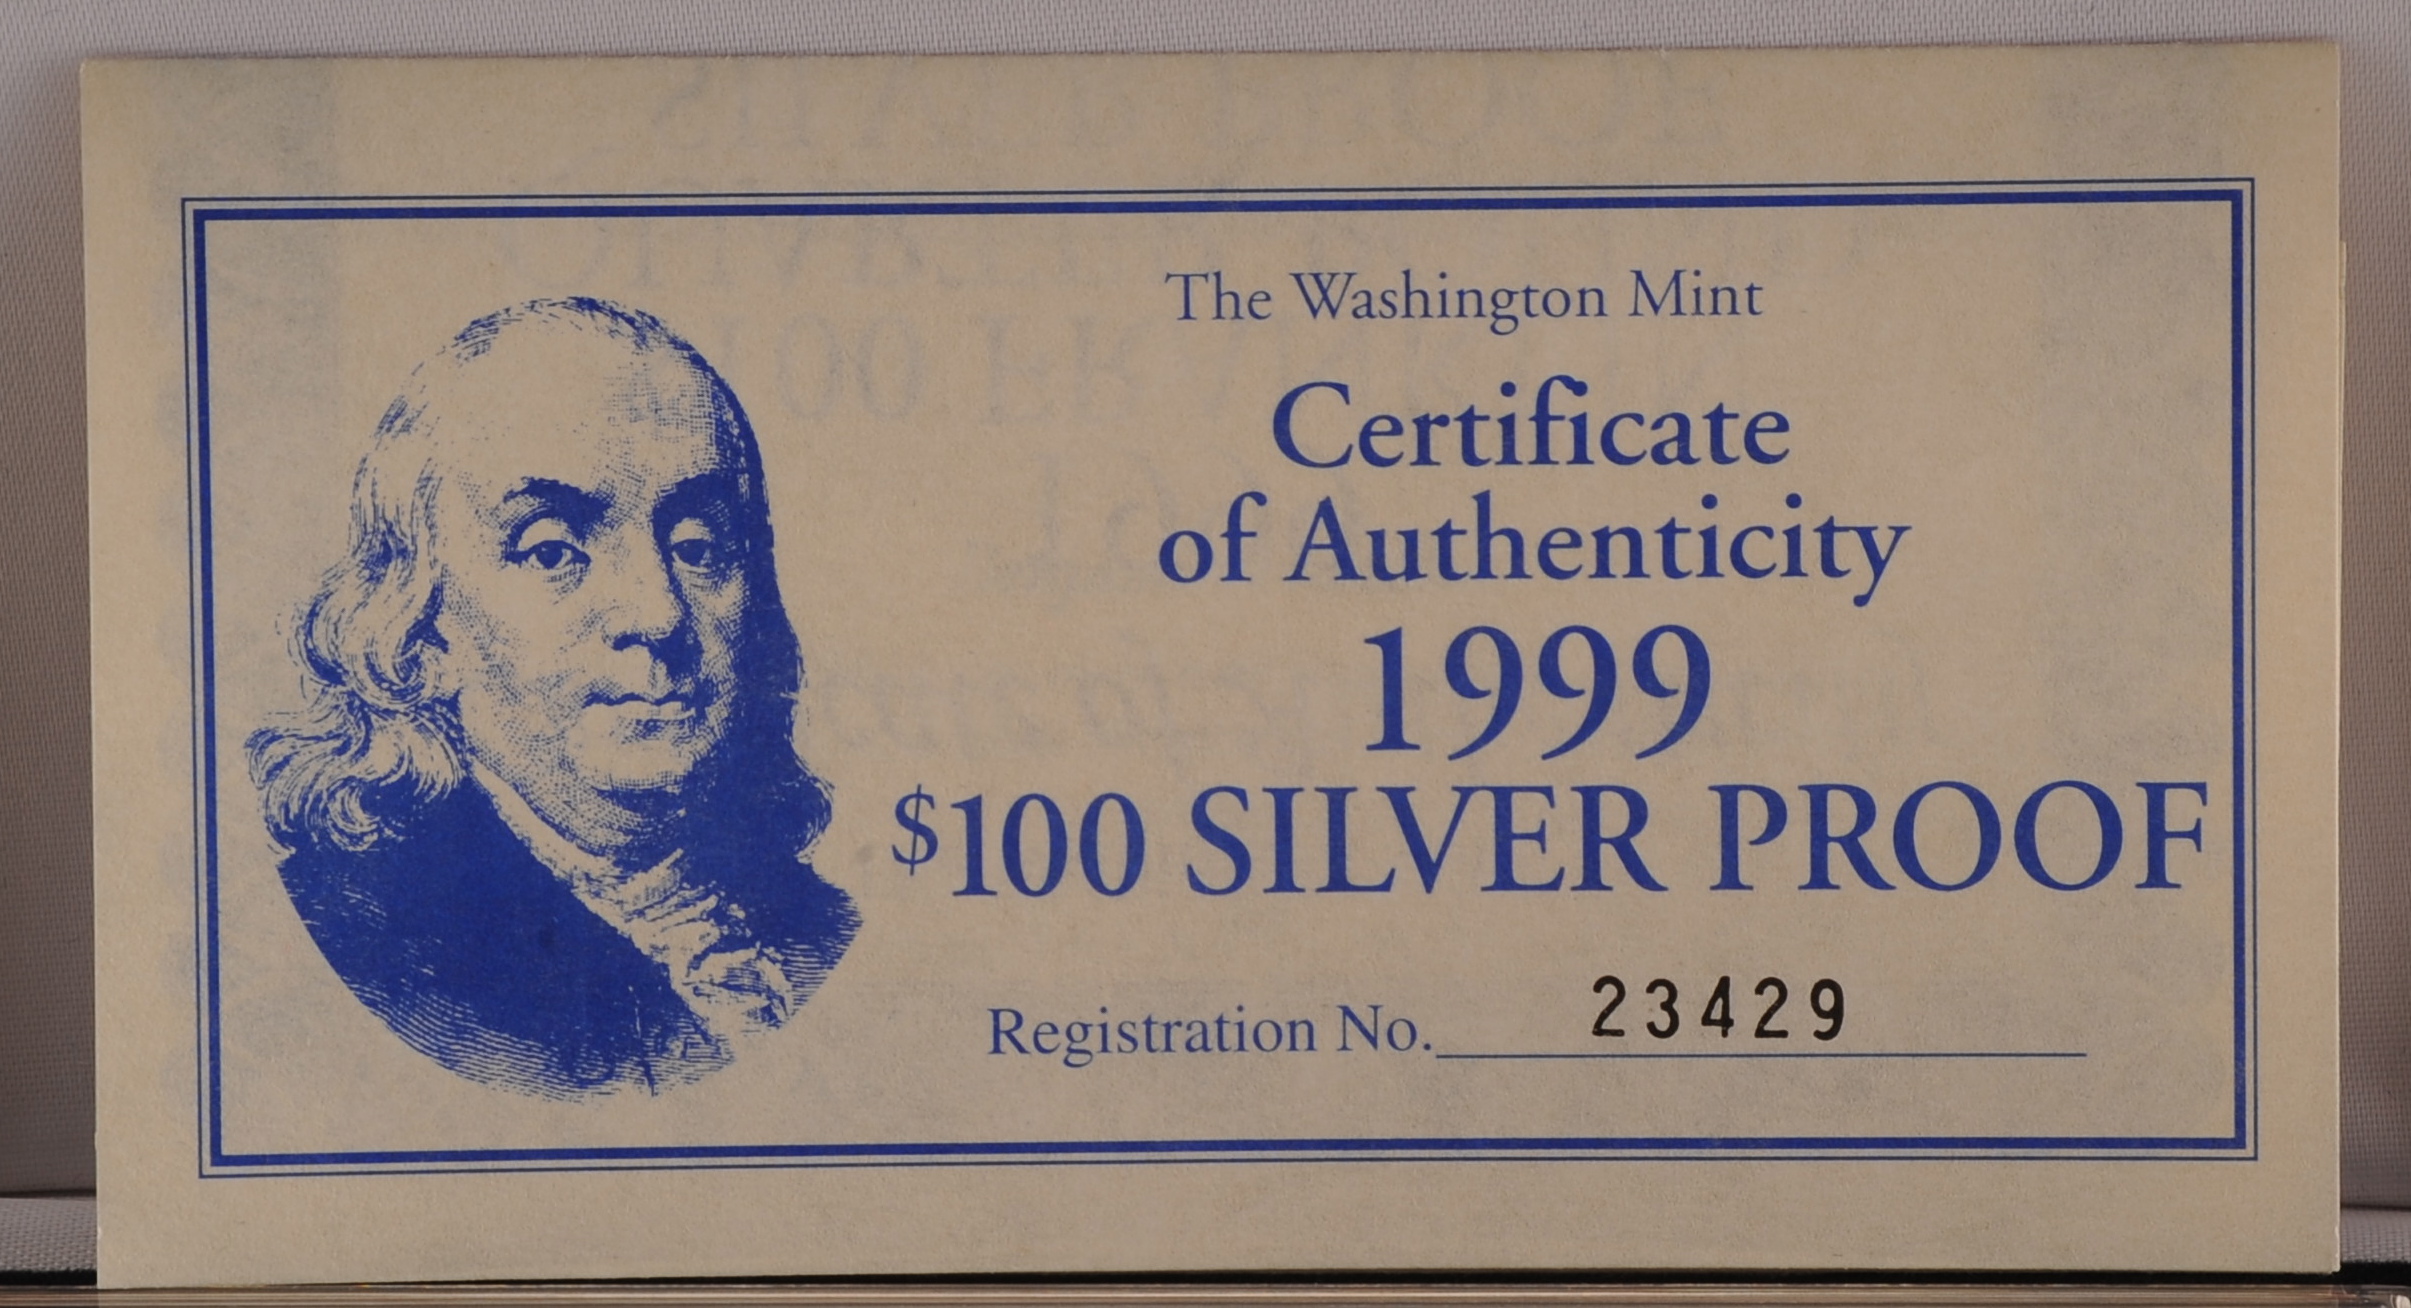 The Washington Mint
Certificate
of Authenticity
1999
$100 SILVER PROOF
Registration No. 23429